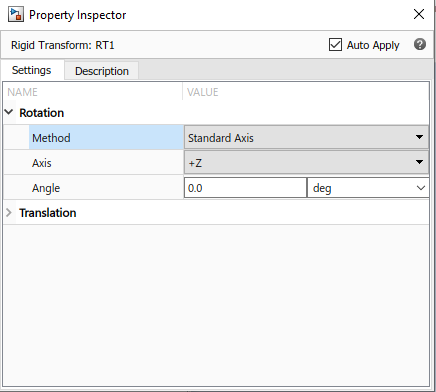 Property Inspector
Rigid Transform: RT1 Auto Apply ?
Settings Description
NAME VALUE
Rotation
Method Standard Axis
Axis +Z
Angle 0.0 deg
Translation